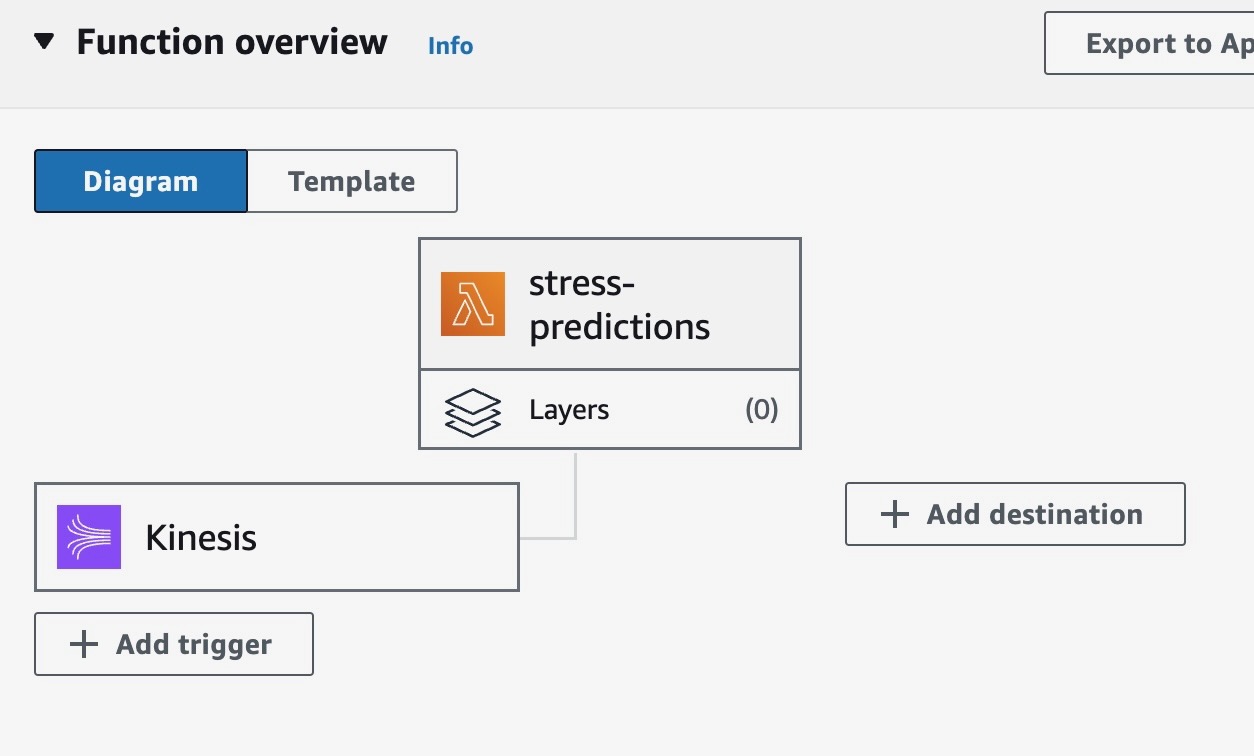 Function overview Info
Export to Ap
Diagram Template
stress-
predictions
Layers (0)
Kinesis
Add destination
Add trigger